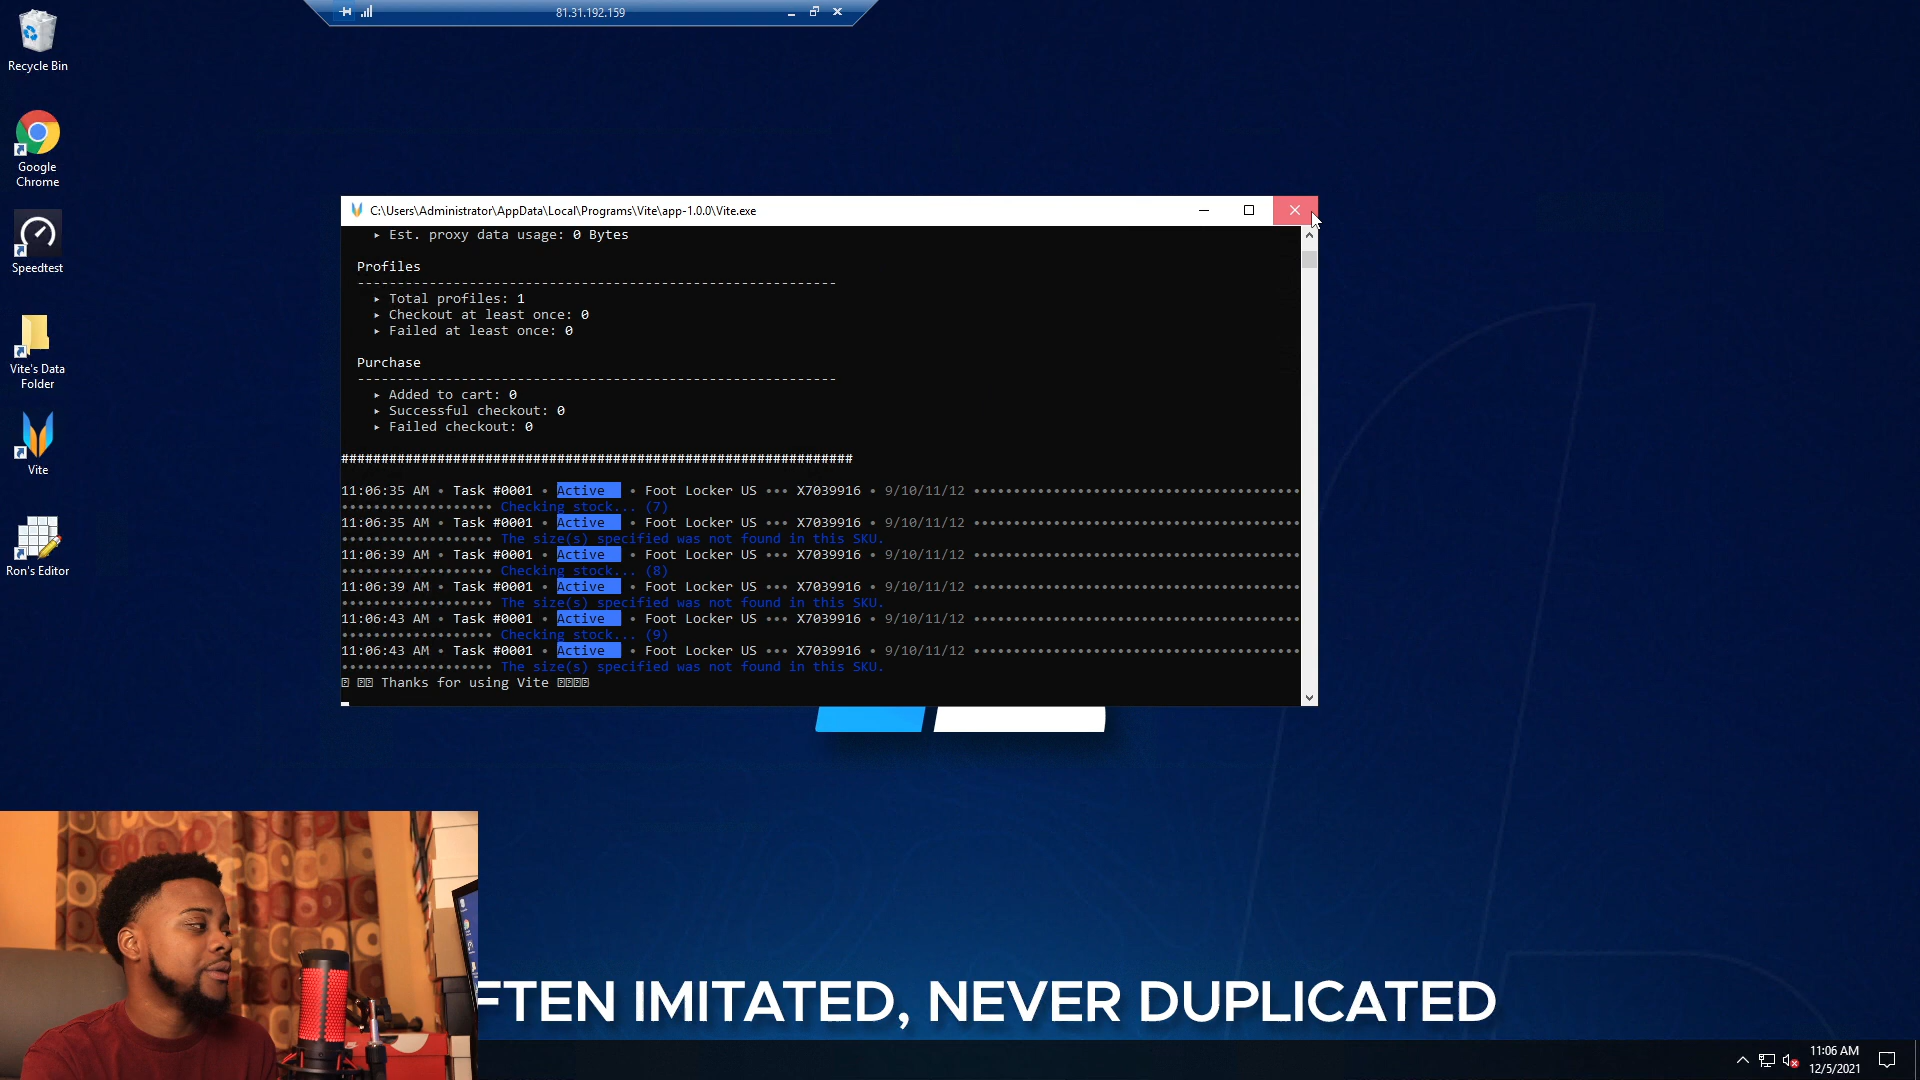 81.31.192.159
Recycle Bin
Google
Chrome
Speedtest
Vite's Data
Folder
Vite
Ron's Editor
C:\Users\Administrator\AppData\Local\Programs\Vite\app-1.0.0\Vite.exe
▸ Est. proxy data usage: 0 Bytes
Profiles
------------------------------------------------------------
▸ Total profiles: 1
▸ Checkout at least once: 0
▸ Failed at least once: 0
Purchase
------------------------------------------------------------
▸ Added to cart: 0
▸ Successful checkout: 0
▸ Failed checkout: 0
################################################################
11:06:35 AM • Task #0001 • Active • Foot Locker US ••• X7039916 • 9/10/11/12 •••••••••••••••••••••••••••••••••••••••••
••••••••••••••••••• Checking stock... (7)
11:06:35 AM • Task #0001 • Active • Foot Locker US ••• X7039916 • 9/10/11/12 •••••••••••••••••••••••••••••••••••••••••
••••••••••••••••••• The size(s) specified was not found in this SKU.
11:06:39 AM • Task #0001 • Active • Foot Locker US ••• X7039916 • 9/10/11/12 •••••••••••••••••••••••••••••••••••••••••
••••••••••••••••••• Checking stock... (8)
11:06:39 AM • Task #0001 • Active • Foot Locker US ••• X7039916 • 9/10/11/12 •••••••••••••••••••••••••••••••••••••••••
••••••••••••••••••• The size(s) specified was not found in this SKU.
11:06:43 AM • Task #0001 • Active • Foot Locker US ••• X7039916 • 9/10/11/12 •••••••••••••••••••••••••••••••••••••••••
••••••••••••••••••• Checking stock... (9)
11:06:43 AM • Task #0001 • Active • Foot Locker US ••• X7039916 • 9/10/11/12 •••••••••••••••••••••••••••••••••••••••••
••••••••••••••••••• The size(s) specified was not found in this SKU.
Thanks for using Vite
FTEN IMITATED, NEVER DUPLICATED
11:06 AM
12/5/2021